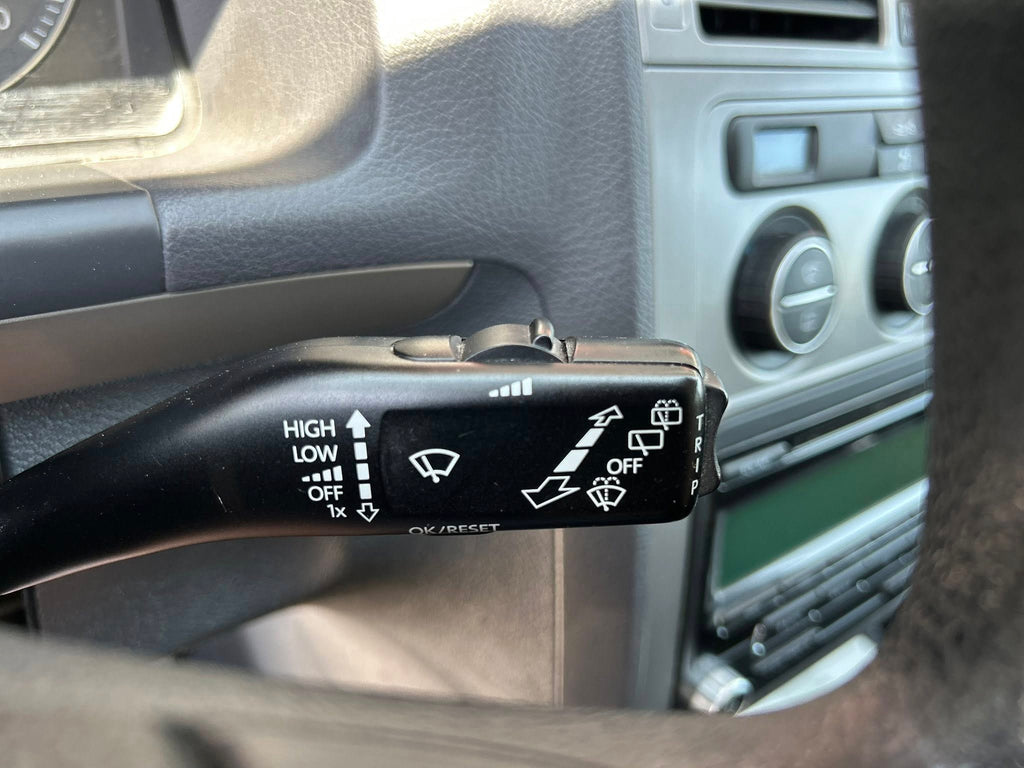 HIGH
LOW
OFF
1x
OFF
TRIP
OK/RESET